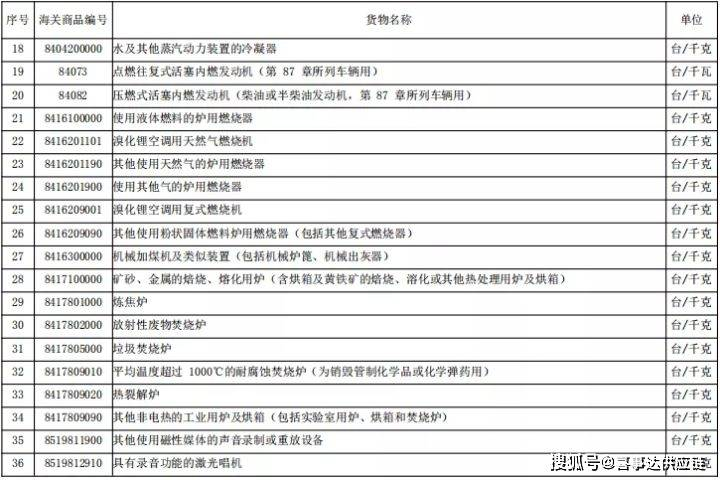 序号 海关商品编号 货物名称 单位
18 8404200000 水及其他蒸汽动力装置的冷凝器 台/千克
19 84073 点燃往复式活塞内燃发动机（第 87 章所列车辆用） 台/千瓦
20 84082 压燃式活塞内燃发动机（柴油或半柴油发动机，第 87 章所列车辆用） 台/千瓦
21 8416100000 使用液体燃料的炉用燃烧器 台/千克
22 8416201101 溴化锂空调用天然气燃烧机 台/千克
23 8416201190 其他使用天然气的炉用燃烧器 台/千克
24 8416201900 使用其他气的炉用燃烧器 台/千克
25 8416209001 溴化锂空调用复式燃烧机 台/千克
26 8416209090 其他使用粉状固体燃料炉用燃烧器（包括其他复式燃烧器） 台/千克
27 8416300000 机械加煤机及类似装置（包括机械炉篦、机械出灰器） 台/千克
28 8417100000 矿砂、金属的焙烧、熔化用炉（含烘箱及黄铁矿的焙烧、溶化或其他热处理用炉及烘箱） 台/千克
29 8417801000 炼焦炉 台/千克
30 8417802000 放射性废物焚烧炉 台/千克
31 8417805000 垃圾焚烧炉 台/千克
32 8417809010 平均温度超过 1000℃的耐腐蚀焚烧炉（为销毁管制化学品或化学弹药用） 台/千克
33 8417809020 热裂解炉 台/千克
34 8417809090 其他非电热的工业用炉及烘箱（包括实验室用炉、烘箱和焚烧炉） 台/千克
35 8519811900 其他使用磁性媒体的声音录制或重放设备 台/千克
36 8519812910 具有录音功能的激光唱机 克
搜狐号@喜事达供应链